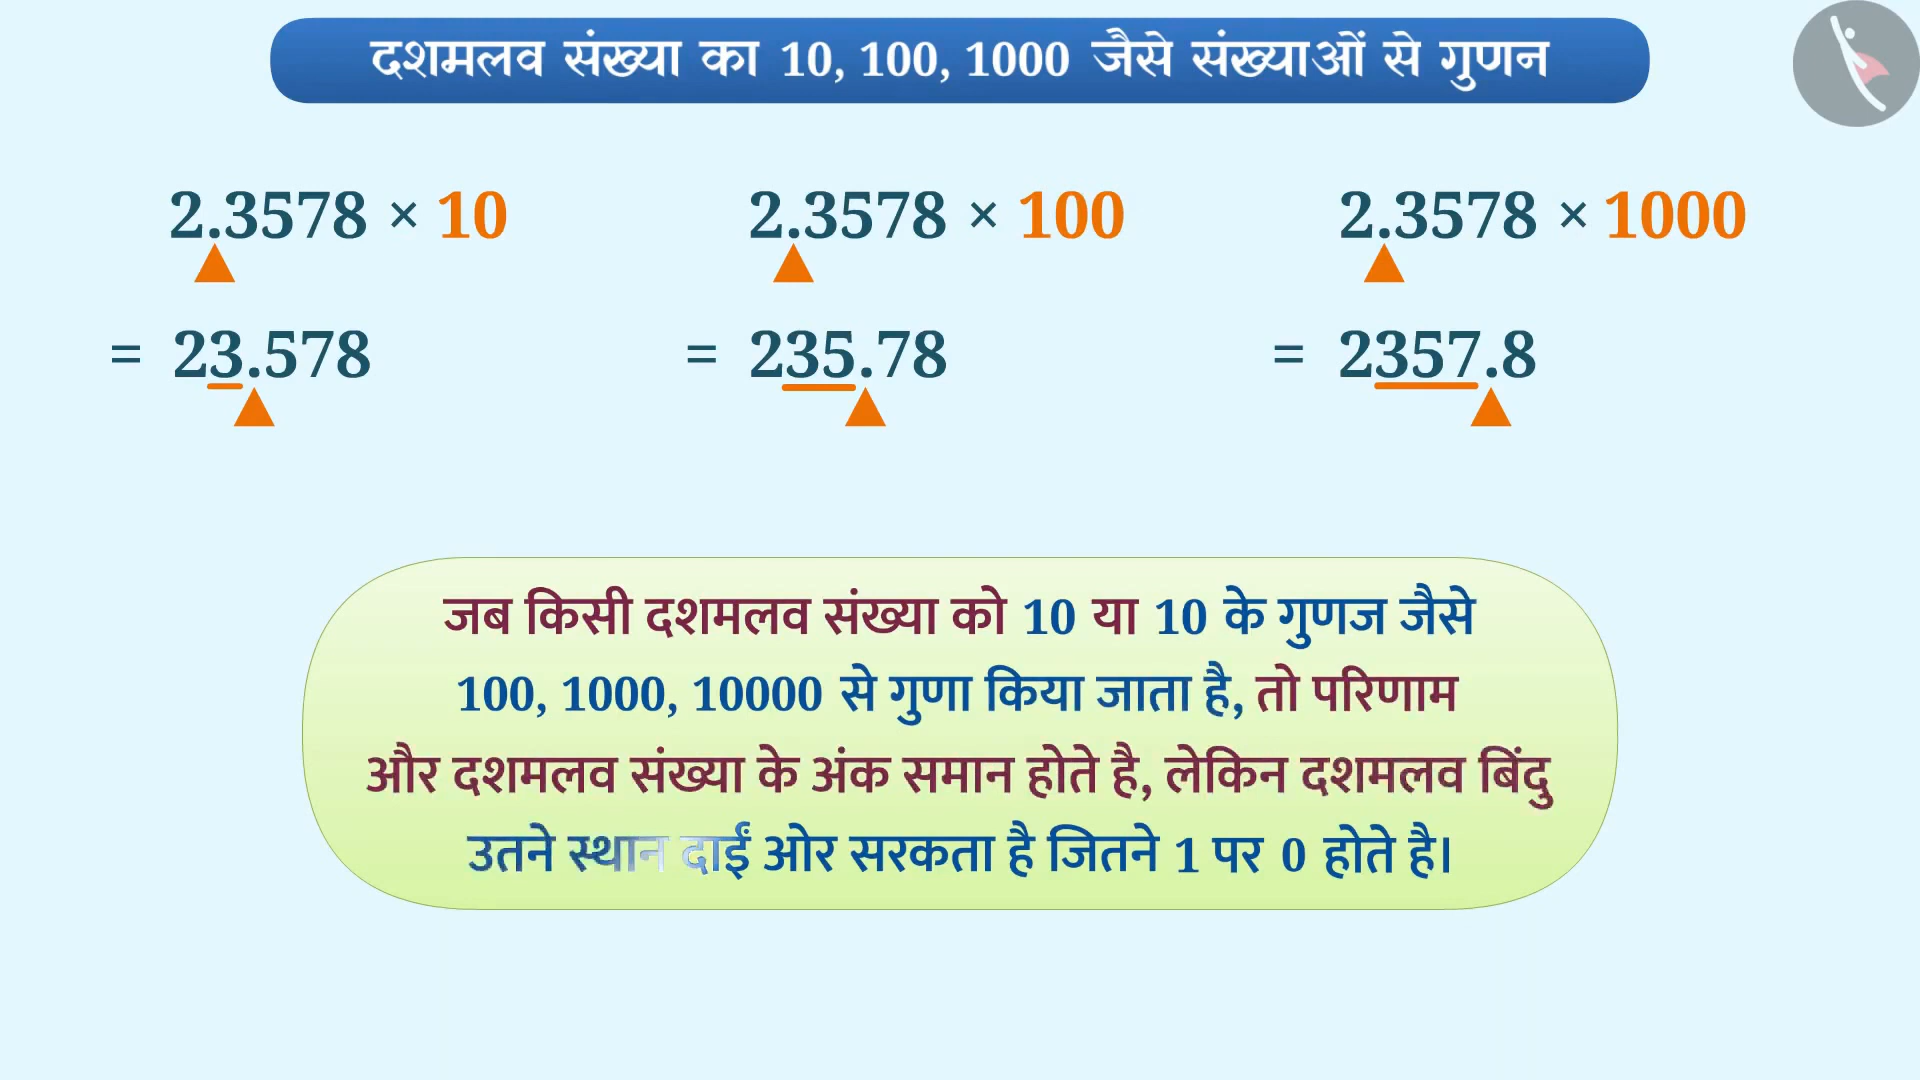 दशमलव संख्या का 10, 100, 1000 जैसे संख्याओं से गुणन
2.3578 × 10
2.3578 × 100
2.3578 × 1000
= 23.578
= 235.78
= 2357.8
जब किसी दशमलव संख्या को 10 या 10 के गुणज जैसे
100, 1000, 10000 से गुणा किया जाता है, तो परिणाम
और दशमलव संख्या के अंक समान होते है, लेकिन दशमलव बिंदु
उतने स्थान दाईं ओर सरकता है जितने 1 पर 0 होते है।